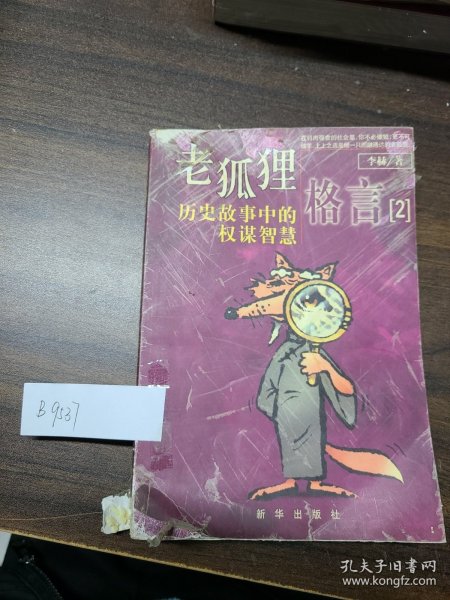 老狐狸
格言[2]
李赫/著
历史故事中的
权谋智慧
B9537
新华出版社
孔夫子旧书网
www.kongfz.com